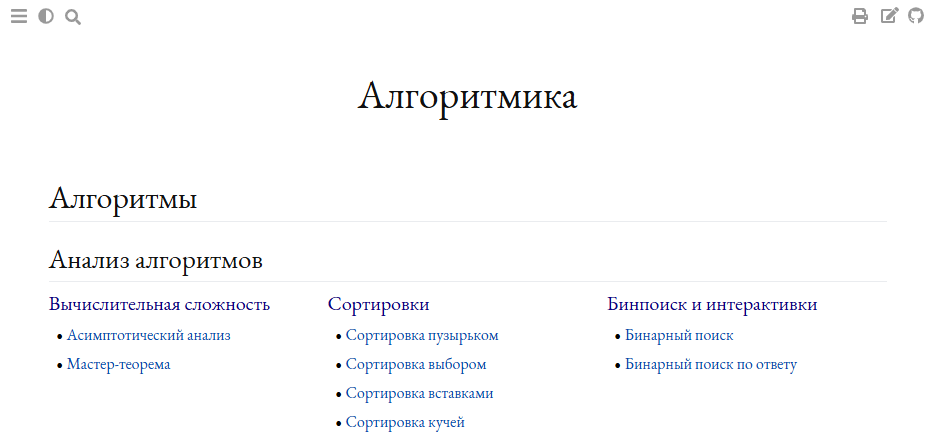 Алгоритмика
Алгоритмы
Анализ алгоритмов
Вычислительная сложность
• Асимптотический анализ
• Мастер-теорема
Сортировки
• Сортировка пузырьком
• Сортировка выбором
• Сортировка вставками
• Сортировка кучей
Бинпоиск и интерактивки
• Бинарный поиск
• Бинарный поиск по ответу